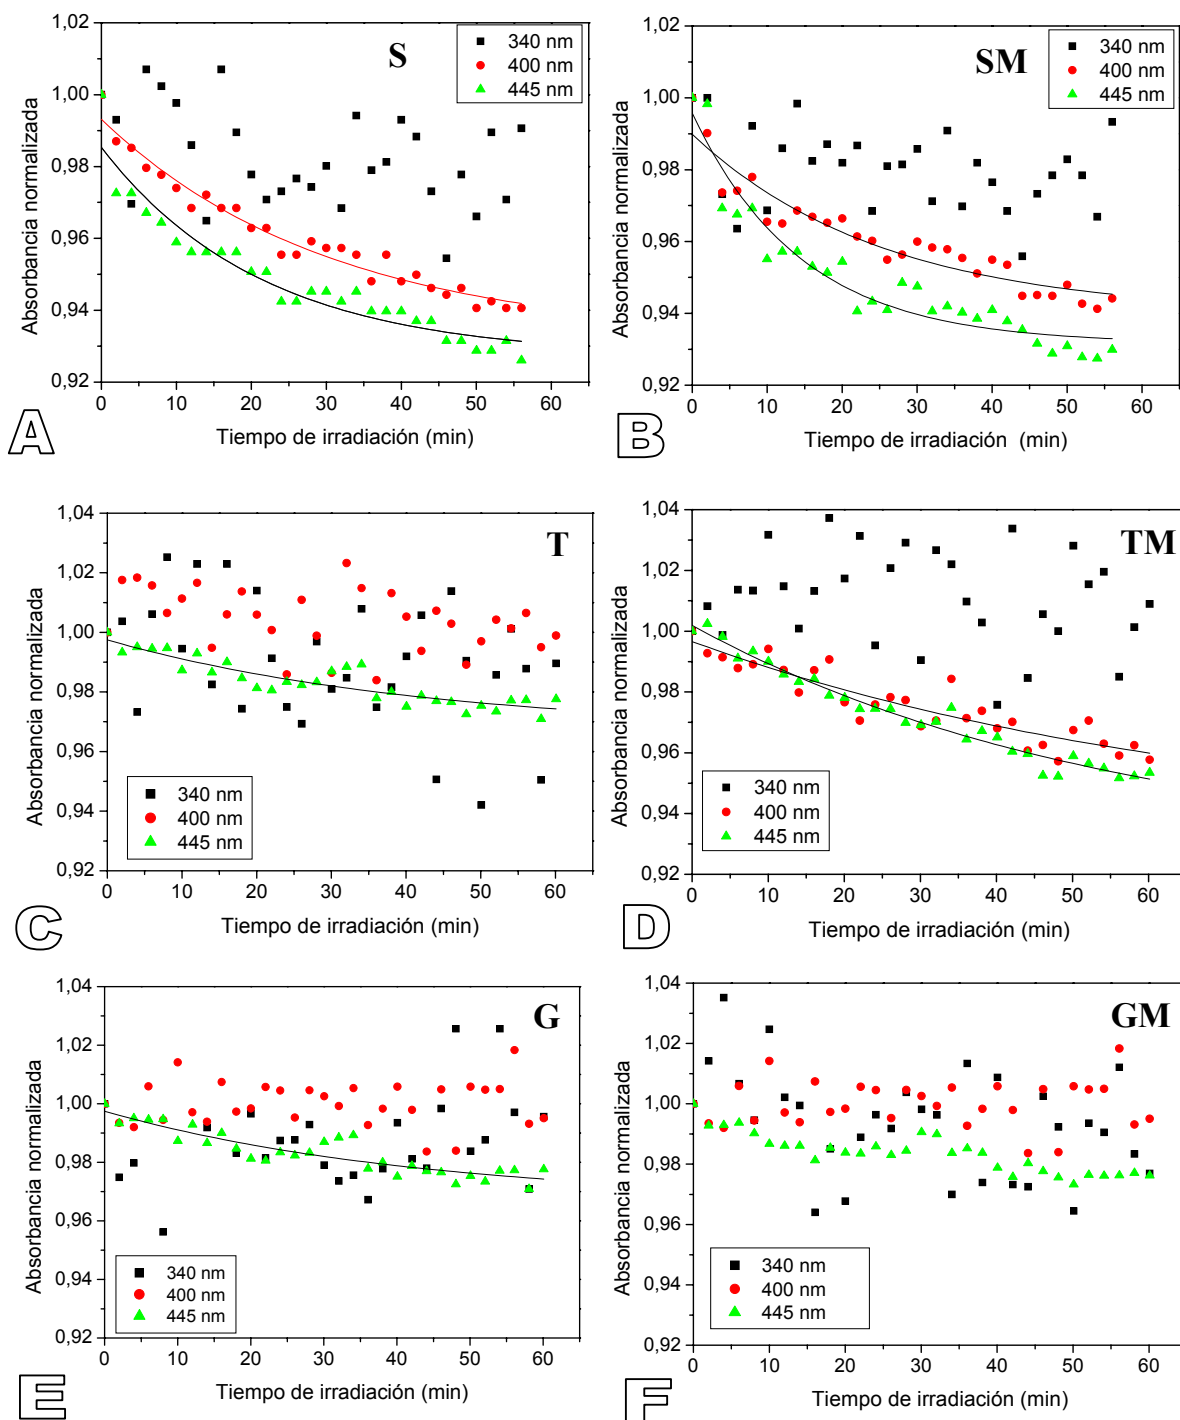 S
340 nm
400 nm
445 nm
1,02
1,00
0,98
0,96
0,94
0,92
Absorbancia normalizada
0 10 20 30 40 50 60
Tiempo de irradiación (min)
A
SM
340 nm
400 nm
445 nm
1,02
1,00
0,98
0,96
0,94
0,92
Absorbancia normalizada
0 10 20 30 40 50 60
Tiempo de irradiación (min)
B
T
340 nm
400 nm
445 nm
1,04
1,02
1,00
0,98
0,96
0,94
0,92
Absorbancia normalizada
0 10 20 30 40 50 60
Tiempo de irradiación (min)
C
TM
340 nm
400 nm
445 nm
1,04
1,02
1,00
0,98
0,96
0,94
0,92
Absorbancia normalizada
0 10 20 30 40 50 60
Tiempo de irradiación (min)
D
G
340 nm
400 nm
445 nm
1,04
1,02
1,00
0,98
0,96
0,94
0,92
Absorbancia normalizada
0 10 20 30 40 50 60
Tiempo de irradiación (min)
E
GM
340 nm
400 nm
445 nm
1,04
1,02
1,00
0,98
0,96
0,94
0,92
Absorbancia normalizada
0 10 20 30 40 50 60
Tiempo de irradiación (min)
F